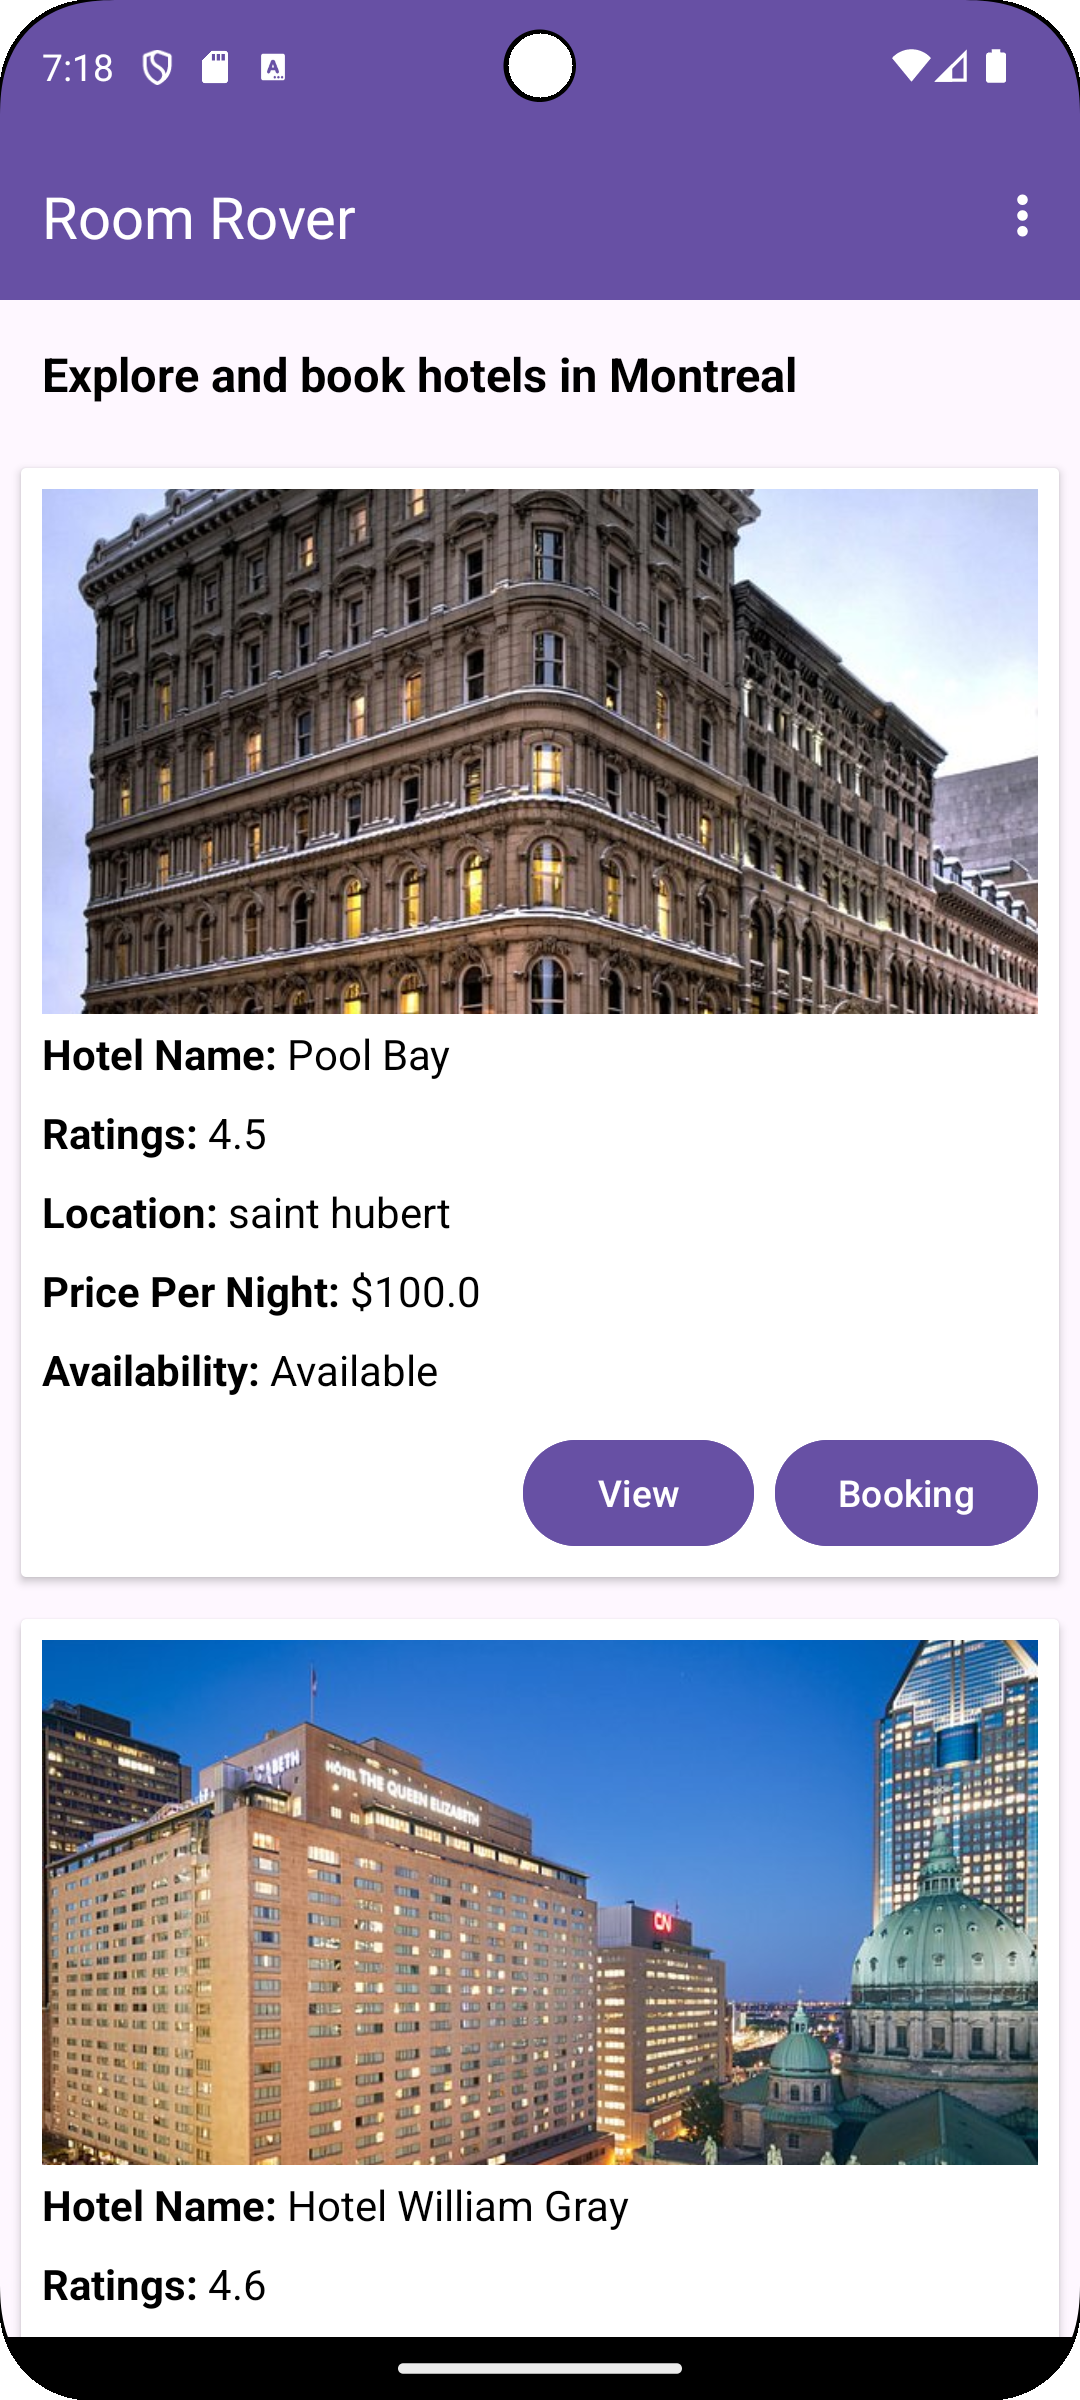 7:18
Room Rover
Explore and book hotels in Montreal
Hotel Name: Pool Bay
Ratings: 4.5
Location: saint hubert
Price Per Night: $100.0
Availability: Available
View Booking
HÔTEL THE QUEEN ELIZABETH
CN
Hotel Name: Hotel William Gray
Ratings: 4.6